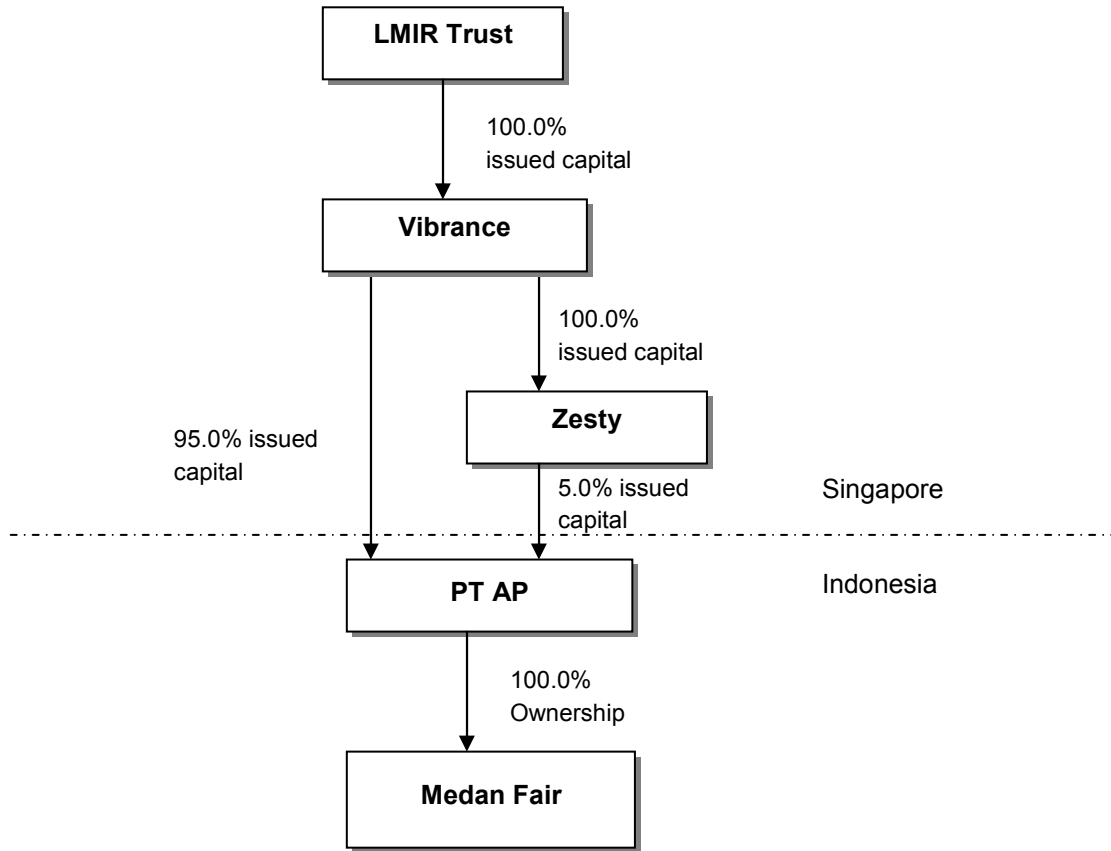 LMIR Trust
100.0%
issued capital
Vibrance
100.0%
issued capital
Zesty
95.0% issued
capital
5.0% issued
capital
Singapore
PT AP
Indonesia
100.0%
Ownership
Medan Fair